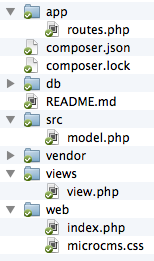 app
routes.php
composer.json
composer.lock
db
README.md
src
model.php
vendor
views
view.php
web
index.php
microcms.css